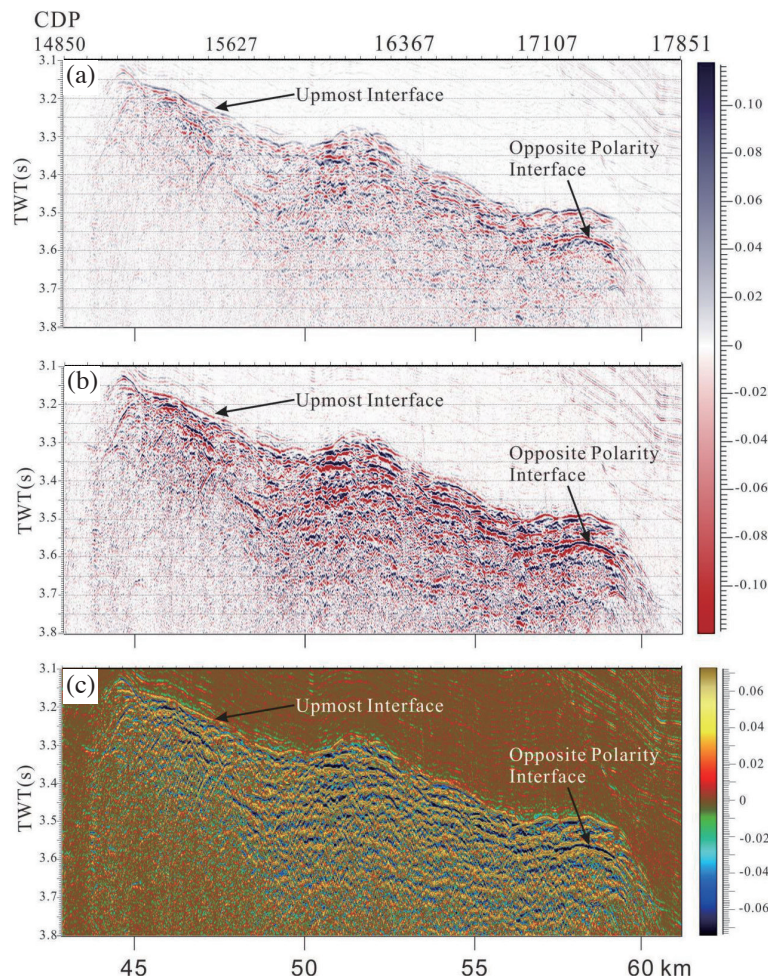 CDP
14850 15627 16367 17107 17851
3.1
(a)
Upmost Interface
3.2
3.3
Opposite Polarity
Interface
3.4
TWT(s)
3.5
3.6
3.7
3.8
0.10
0.08
0.06
0.04
0.02
0
-0.02
-0.04
-0.06
-0.08
-0.10
3.1
(b)
Upmost Interface
3.2
3.3
Opposite Polarity
Interface
3.4
TWT(s)
3.5
3.6
3.7
3.8
3.1
(c)
Upmost Interface
3.2
3.3
Opposite Polarity
Interface
3.4
TWT(s)
3.5
3.6
3.7
3.8
0.06
0.04
0.02
0
-0.02
-0.04
-0.06
45 50 55 60 km